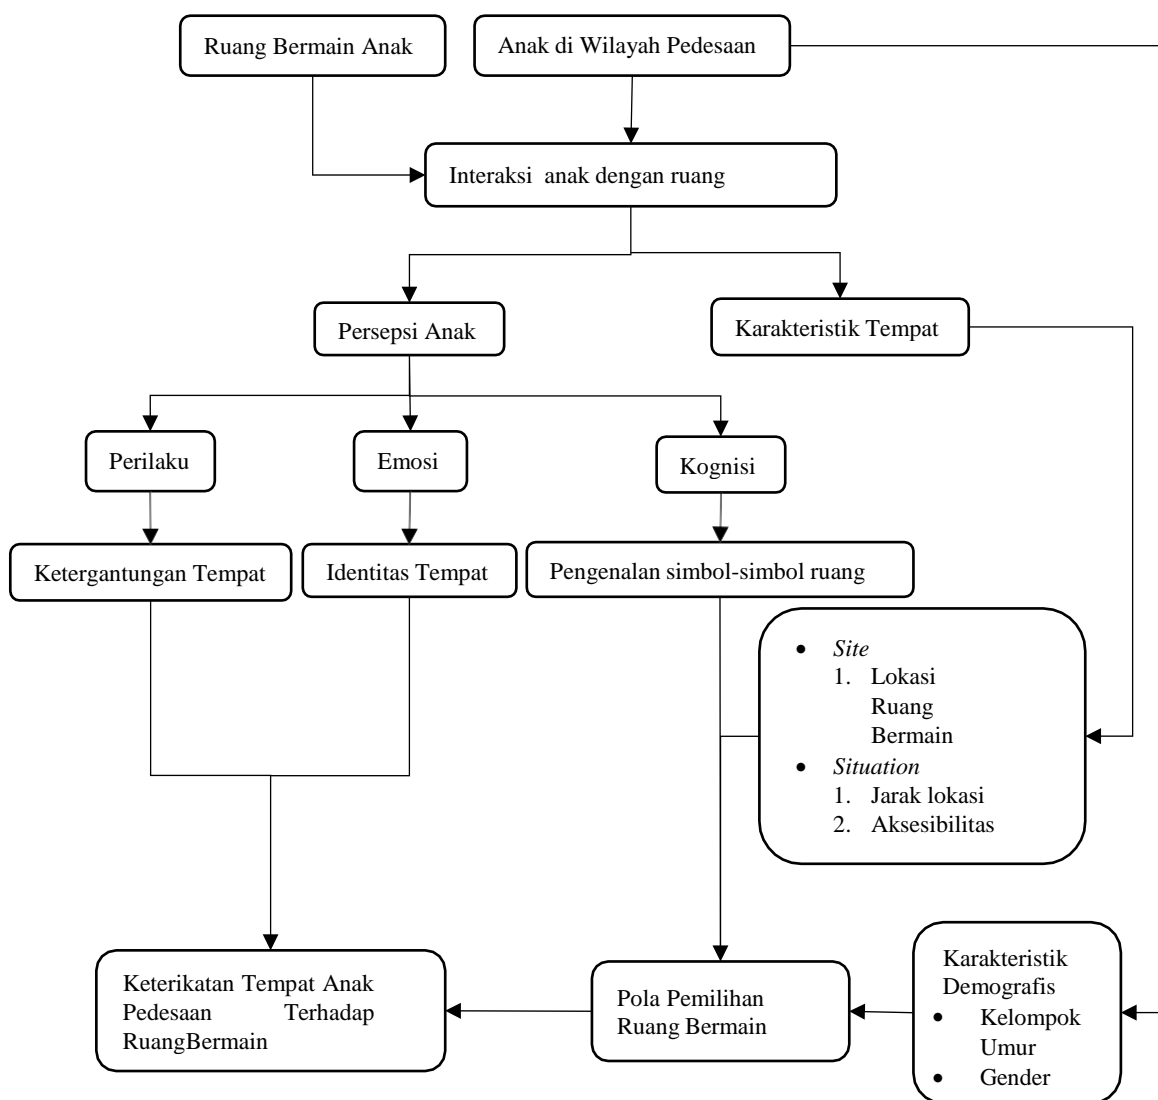 Ruang Bermain Anak
Anak di Wilayah Pedesaan
Interaksi anak dengan ruang
Persepsi Anak
Karakteristik Tempat
Perilaku
Emosi
Kognisi
Ketergantungan Tempat
Identitas Tempat
Pengenalan simbol-simbol ruang
• Site
1. Lokasi
Ruang
Bermain
• Situation
1. Jarak lokasi
2. Aksesibilitas
Keterikatan Tempat Anak
Pedesaan Terhadap
RuangBermain
Pola Pemilihan
Ruang Bermain
Karakteristik
Demografis
• Kelompok
Umur
• Gender